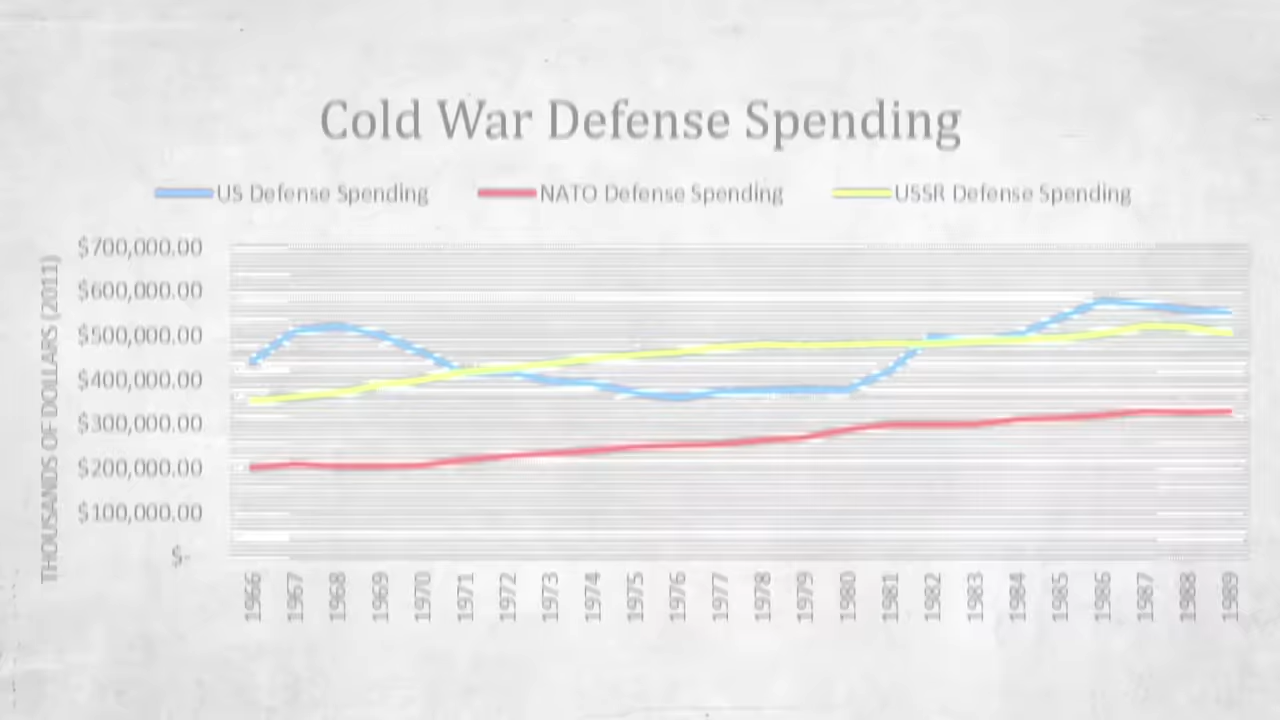 Cold War Defense Spending
US Defense Spending NATO Defense Spending USSR Defense Spending
THOUSANDS OF DOLLARS (2011)
$700,000.00
$600,000.00
$500,000.00
$400,000.00
$300,000.00
$200,000.00
$100,000.00
$-
1966 1967 1968 1969 1970 1971 1972 1973 1974 1975 1976 1977 1978 1979 1980 1981 1982 1983 1984 1985 1986 1987 1988 1989